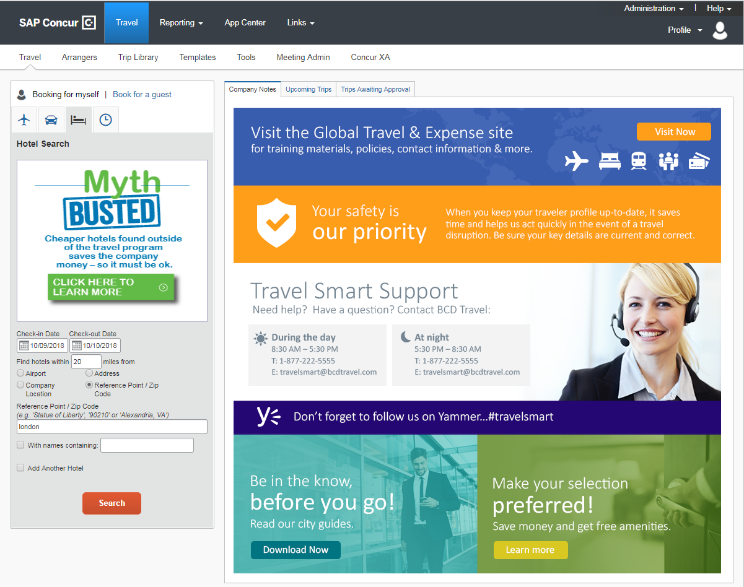 Administration | Help
SAP Concur C. Travel Reporting App Center Links
Profile
Travel Arrangers Trip Library Templates Tools Meeting Admin Concur XA
Booking for myself | Book for a guest
Hotel Search
Myth
BUSTED
Cheaper hotels found outside
of the travel program
saves the company
money – so it must be ok.
CLICK HERE TO
LEARN MORE
Check-in Date Check-out Date
10/09/2018 10/10/2018
Find hotels within 20 miles from
Airport Address
Company Location
Reference Point / Zip Code
Reference Point / Zip Code
(e.g. 'Statue of Liberty', '90210' or 'Alexandria, VA')
london
With names containing:
Add Another Hotel
Search
Company Notes Upcoming Trips Trips Awaiting Approval
Visit the Global Travel & Expense site
for training materials, policies, contact information & more.
Visit Now
Your safety is
our priority
When you keep your traveler profile up-to-date, it saves
time and helps us act quickly in the event of a travel
disruption. Be sure your key details are current and correct.
Travel Smart Support
Need help? Have a question? Contact BCD Travel:
During the day
8:30 AM – 5:30 PM
T: 1-877-222-5555
E: travelsmart@bcdtravel.com
At night
5:30 PM – 8:30 AM
T: 1-877-222-5555
E: travelsmart@bcdtravel.com
Don't forget to follow us on Yammer...#travelsmart
Be in the know,
before you go!
Read our city guides.
Download Now
Make your selection
preferred!
Save money and get free amenities.
Learn more